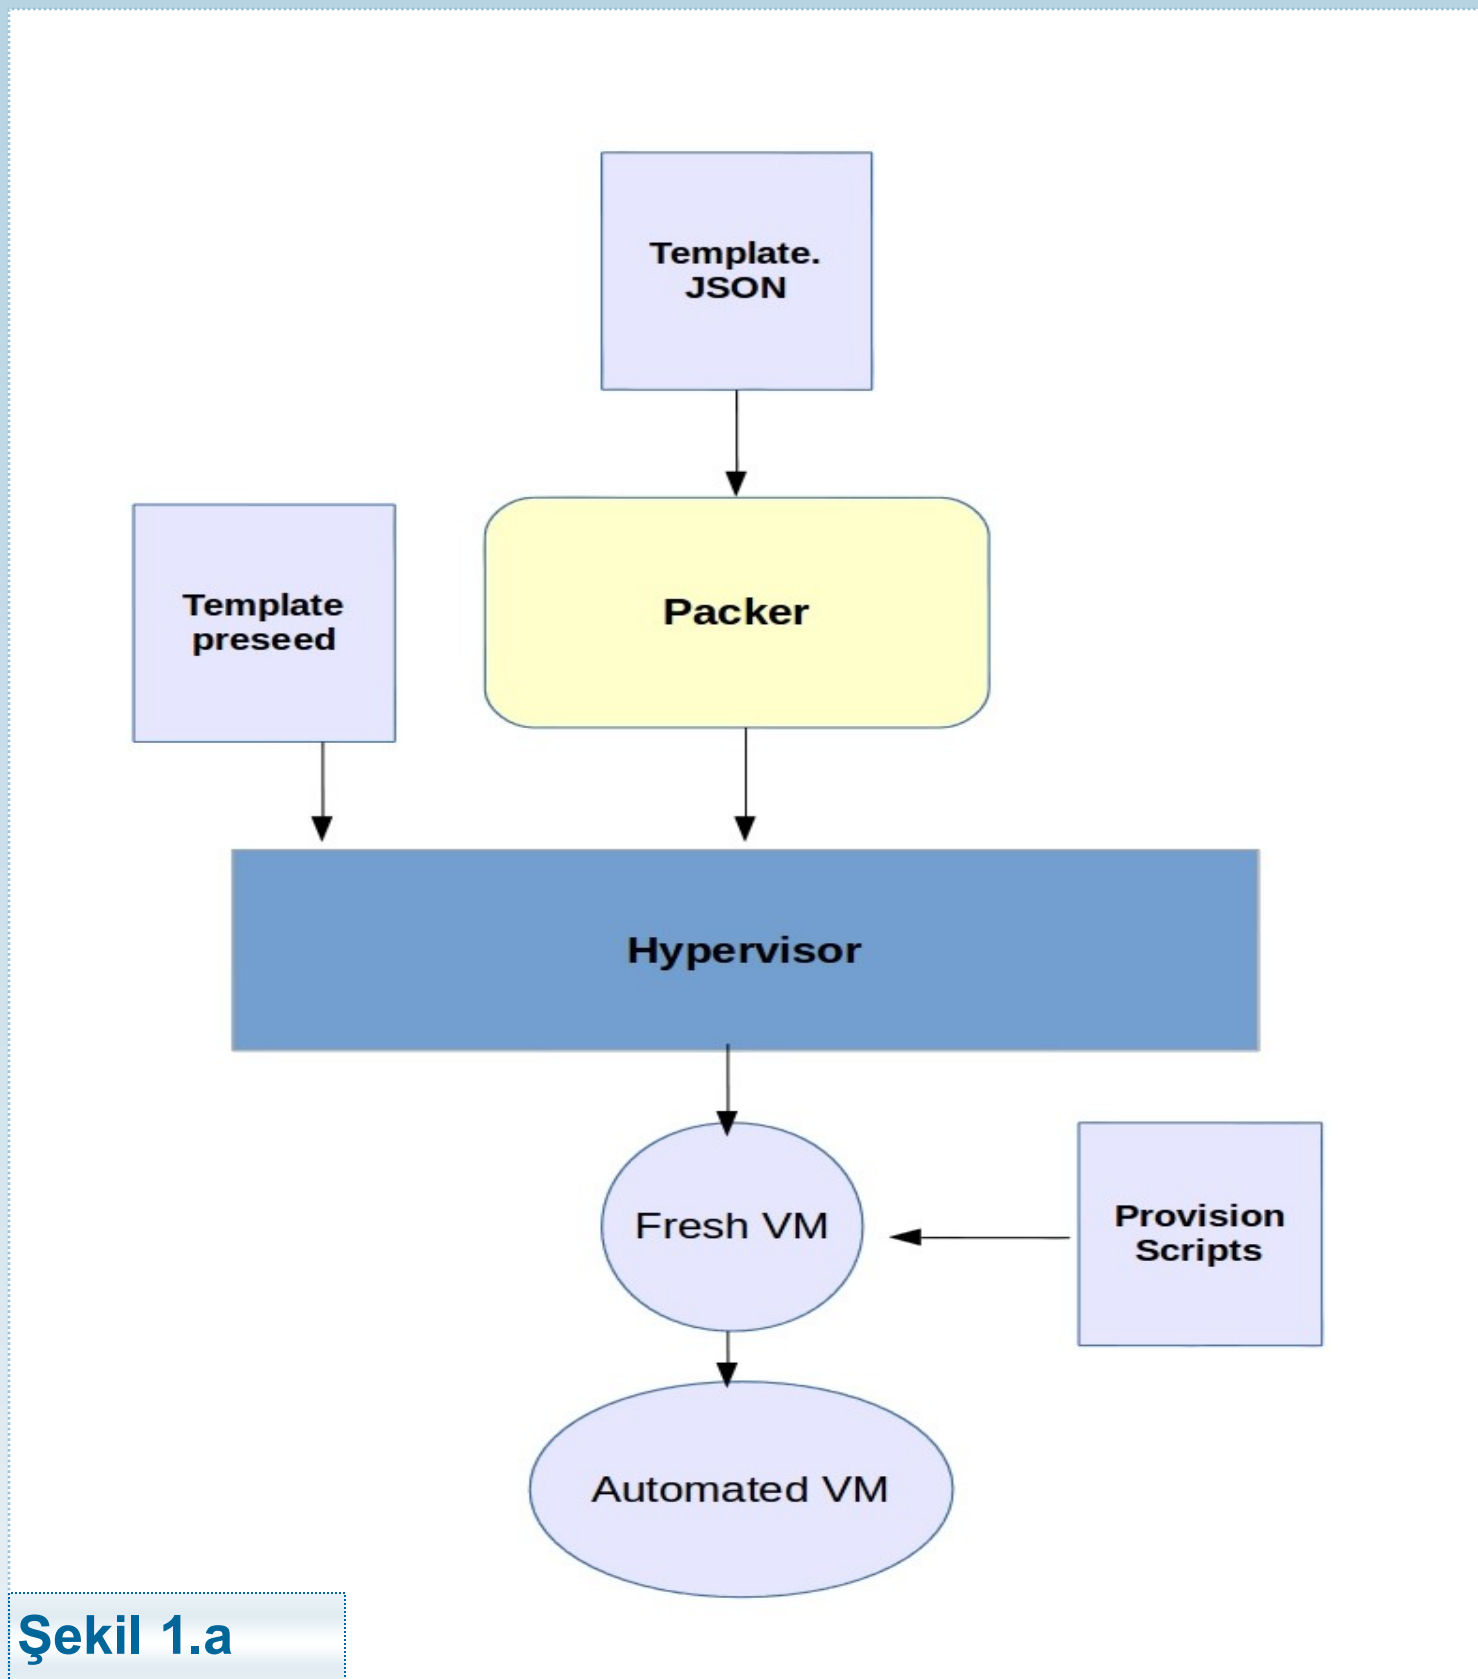 Template.
JSON
Packer
Template
preseed
Hypervisor
Fresh VM
Provision
Scripts
Automated VM
Şekil 1.a